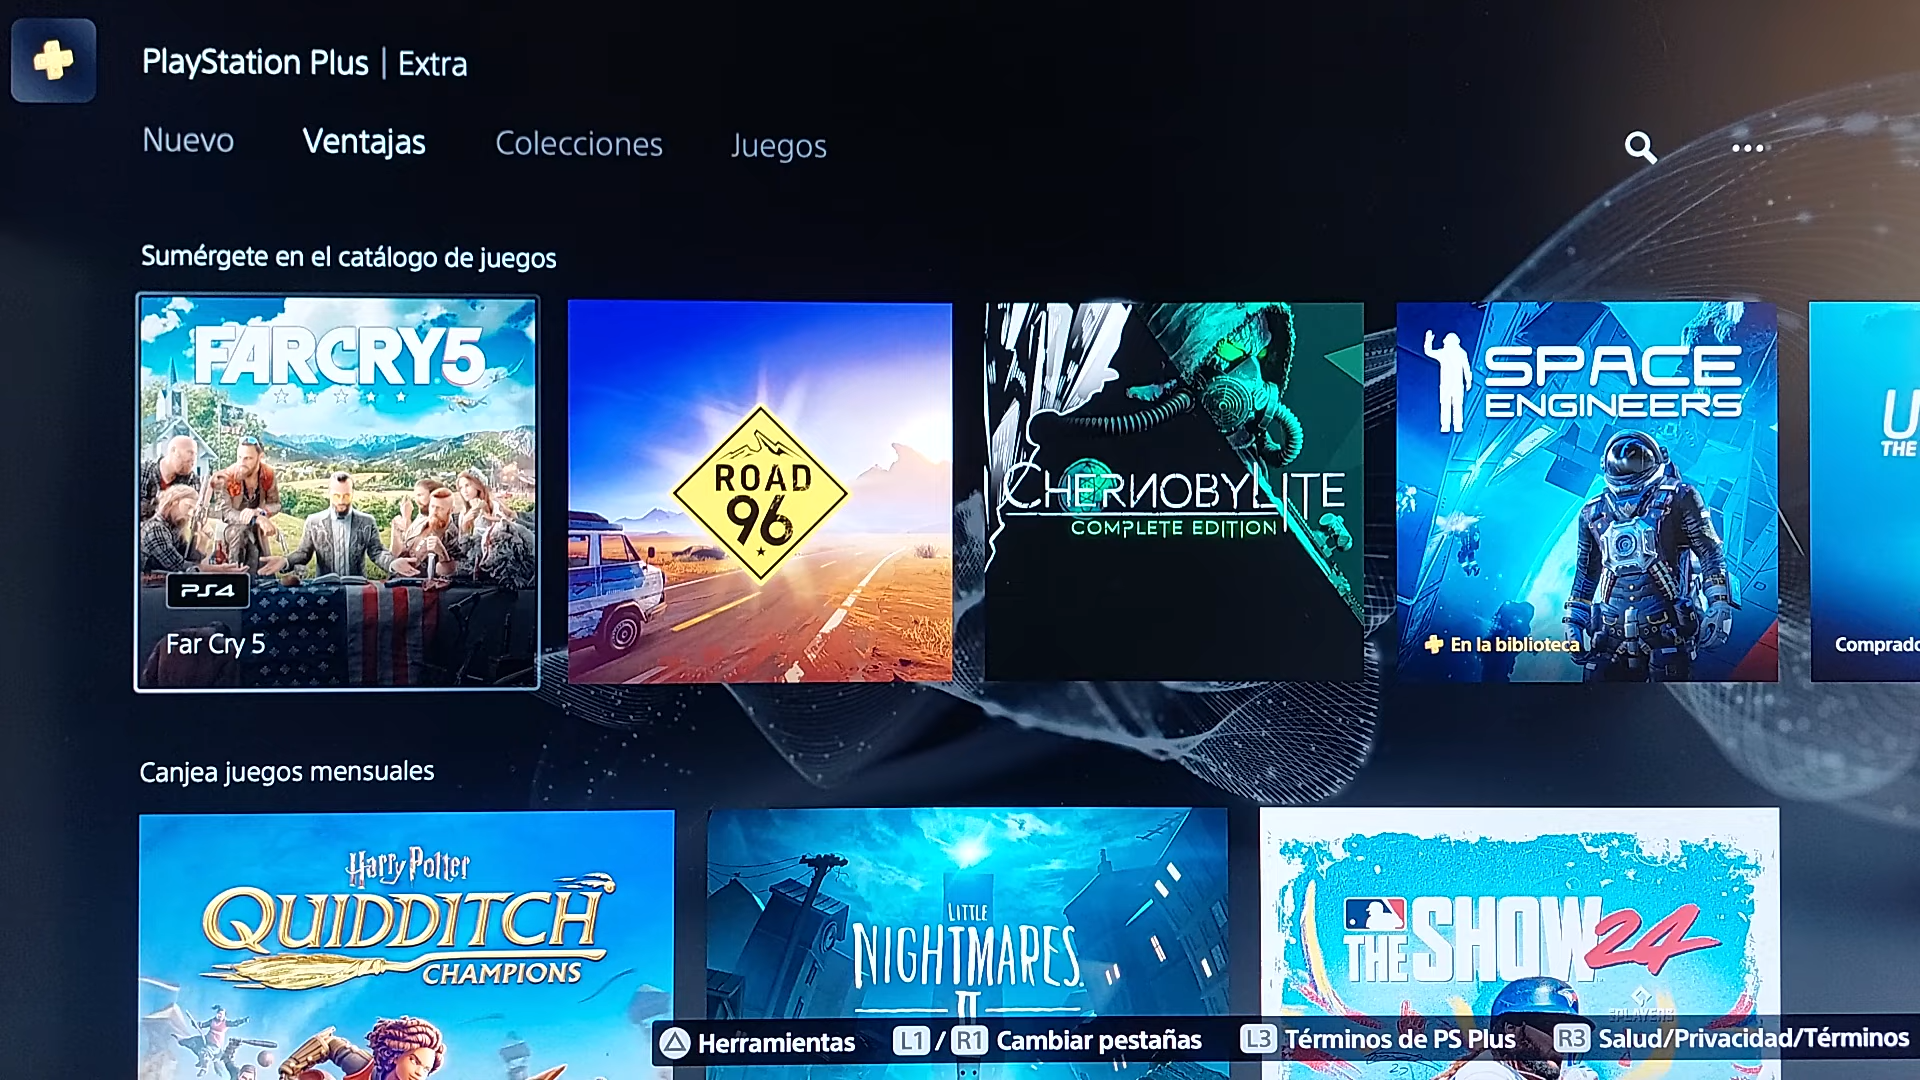 PlayStation Plus | Extra
Nuevo Ventajas Colecciones Juegos
Sumérgete en el catálogo de juegos
FARCRY5
PS4
Far Cry 5
ROAD
96
CHERNOBYLITE
COMPLETE EDITION
SPACE
ENGINEERS
En la biblioteca
THE
Canjea juegos mensuales
Harry Potter
QUIDDITCH
CHAMPIONS
LITTLE
NIGHTMARES
II
THE SHOW 24
Herramientas L1 / R1 Cambiar pestañas L3 Términos de PS Plus R3 Salud/Privacidad/Términos